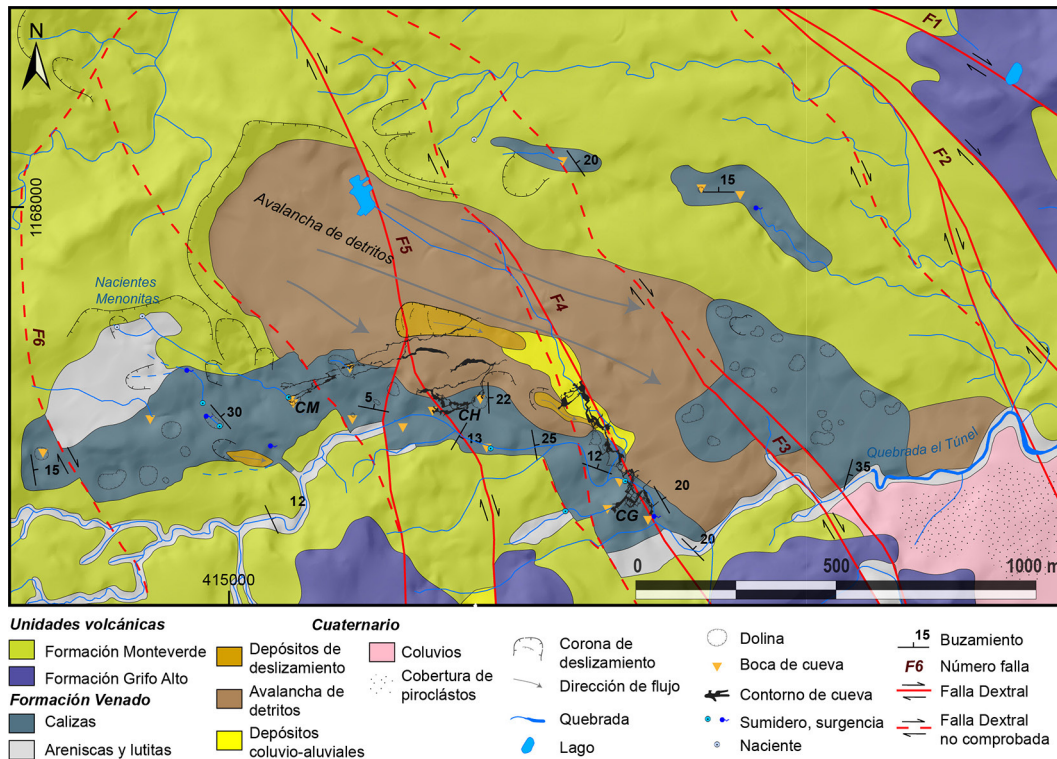 N
F1
F2
20
15
1168000
Avalancha de
detritos
F5
Nacientes
Menonitas
F4
F6
CM
5
22
CH
30
13
25
F3
Quebrada el Túnel
15
12
35
12
20
CG
20
415000
0
500
1000 m
Unidades volcánicas
Formación Monteverde
Formación Grifo Alto
Formación Venado
Calizas
Areniscas y lutitas
Cuaternario
Depósitos
de deslizamiento
Avalancha de
detritos
Depósitos
coluvio-aluviales
Coluvios
Cobertura de
piroclástos
Corona de
deslizamiento
Dirección de flujo
Quebrada
Lago
Dolina
Boca de cueva
Contorno de cueva
Sumidero, surgencia
Naciente
15 Buzamiento
F6 Número falla
Falla Dextral
Falla Dextral
no comprobada